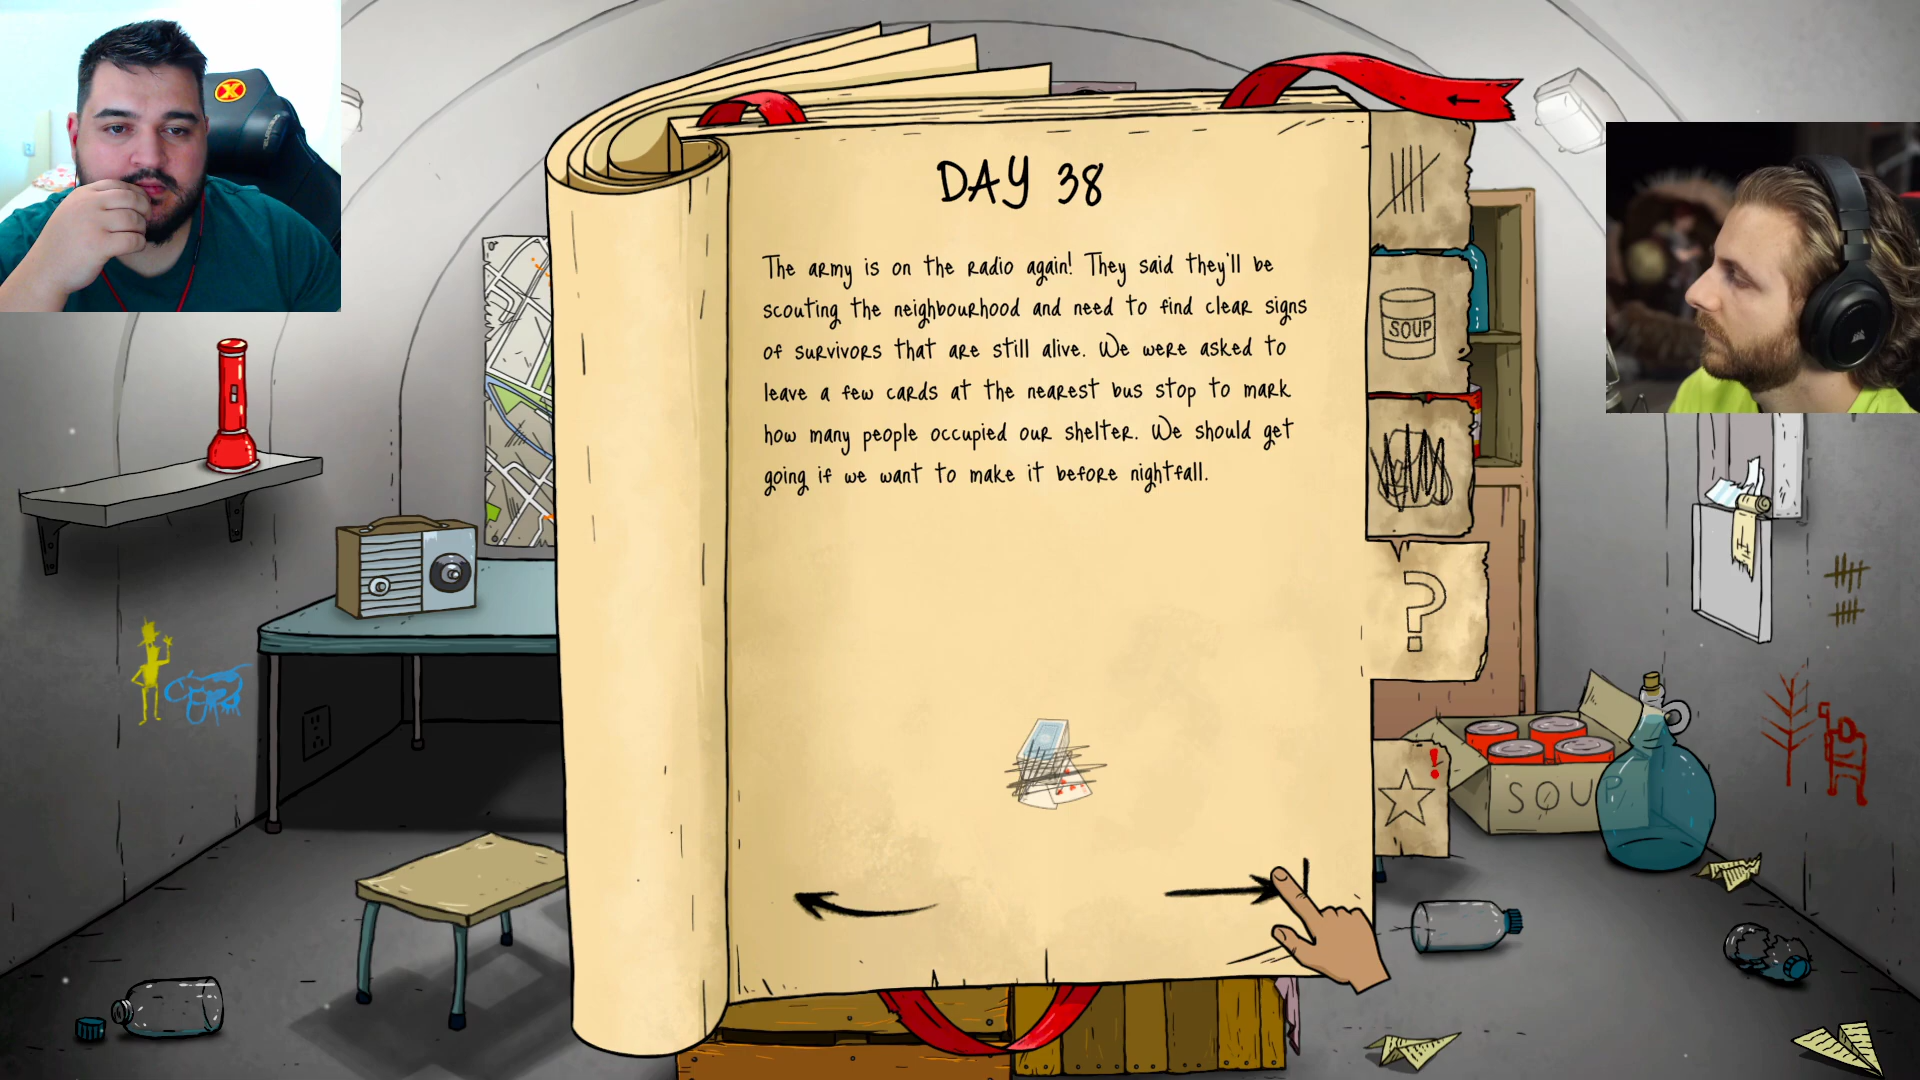 DAY 38
The army is on the radio again! They said they'll be
scouting the neighbourhood and need to find clear signs
of survivors that are still alive. We were asked to
leave a few cards at the nearest bus stop to mark
how many people occupied our shelter. We should get
going if we want to make it before nightfall.
SOUP
?
!
SOUP